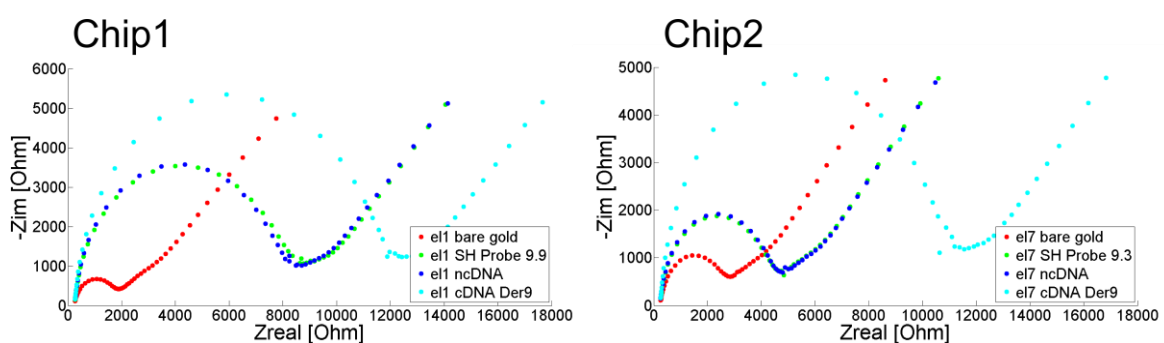 Chip1
6000
5000
4000
3000
2000
1000
0
-Zim [Ohm]
0 2000 4000 6000 8000 10000 12000 14000 16000 18000
Zreal [Ohm]
el1 bare gold
el1 SH Probe 9.9
el1 ncDNA
el1 cDNA Der9
Chip2
5000
4000
3000
2000
1000
0
-Zim [Ohm]
0 2000 4000 6000 8000 10000 12000 14000 16000 18000
Zreal [Ohm]
el7 bare gold
el7 SH Probe 9.3
el7 ncDNA
el7 cDNA Der9